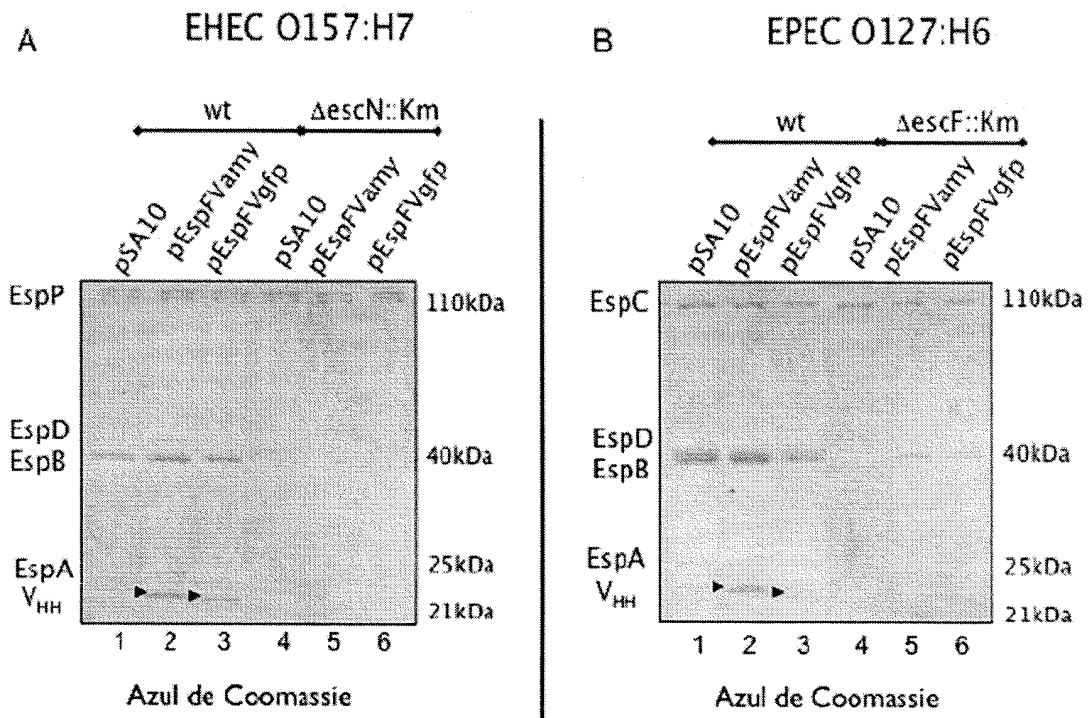 A
EHEC O157:H7
wt
ΔescN::Km
pSA10
pEspFVamy
pEspFVgfp
pSA10
pEspFVamy
pEspFVgfp
EspP
110kDa
EspD
EspB
40kDa
EspA
25kDa
VHH
21kDa
1 2 3 4 5 6
Azul de Coomassie
B
EPEC O127:H6
wt
ΔescF::Km
pSA10
pEspFVamy
pEspFVgfp
pSA10
pEspFVamy
pEspFVgfp
EspC
110kDa
EspD
EspB
40kDa
EspA
25kDa
VHH
21kDa
1 2 3 4 5 6
Azul de Coomassie